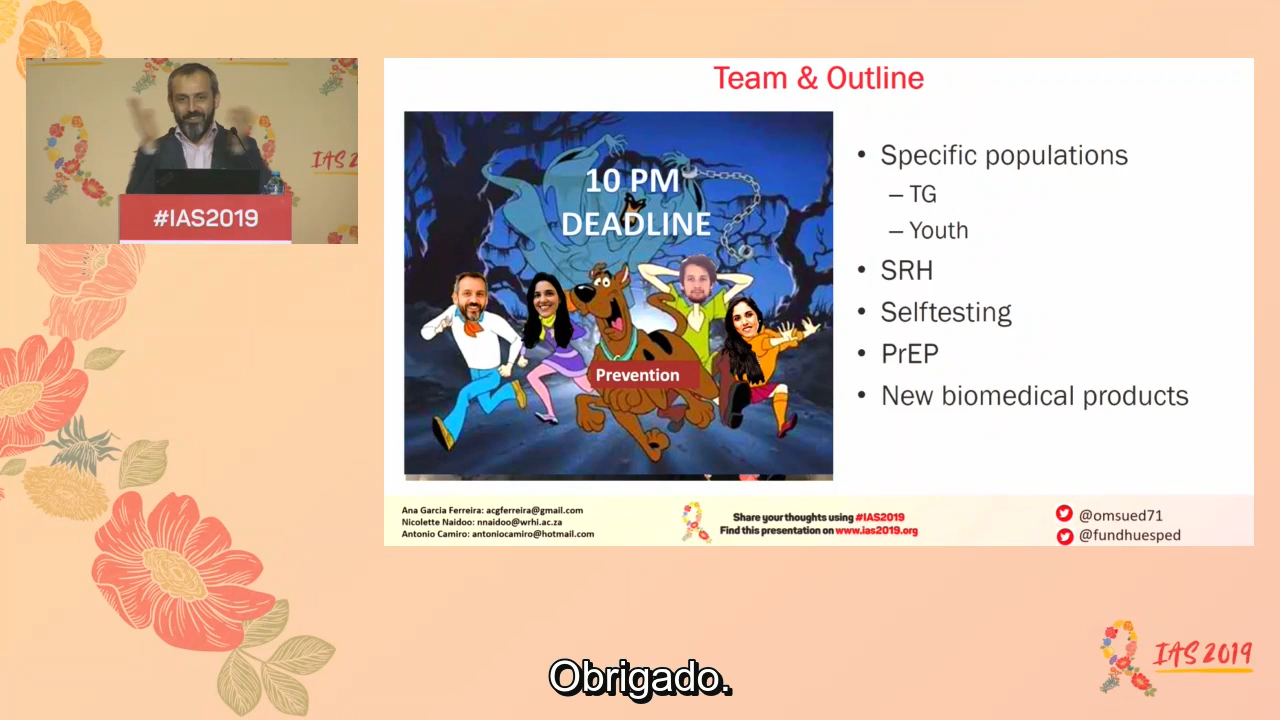 #IAS2019
IAS 2
Team & Outline
10 PM
DEADLINE
Prevention
• Specific populations
– TG
– Youth
• SRH
• Selftesting
• PrEP
• New biomedical products
Ana Garcia Ferreira: acgferreira@gmail.com
Nicolette Naidoo: nnaidoo@wrhi.ac.za
Antonio Camiro: antoniocamiro@hotmail.com
Share your thoughts using #IAS2019
Find this presentation on www.ias2019.org
@omsued71
@fundhuesped
IAS 2019
Obrigado.